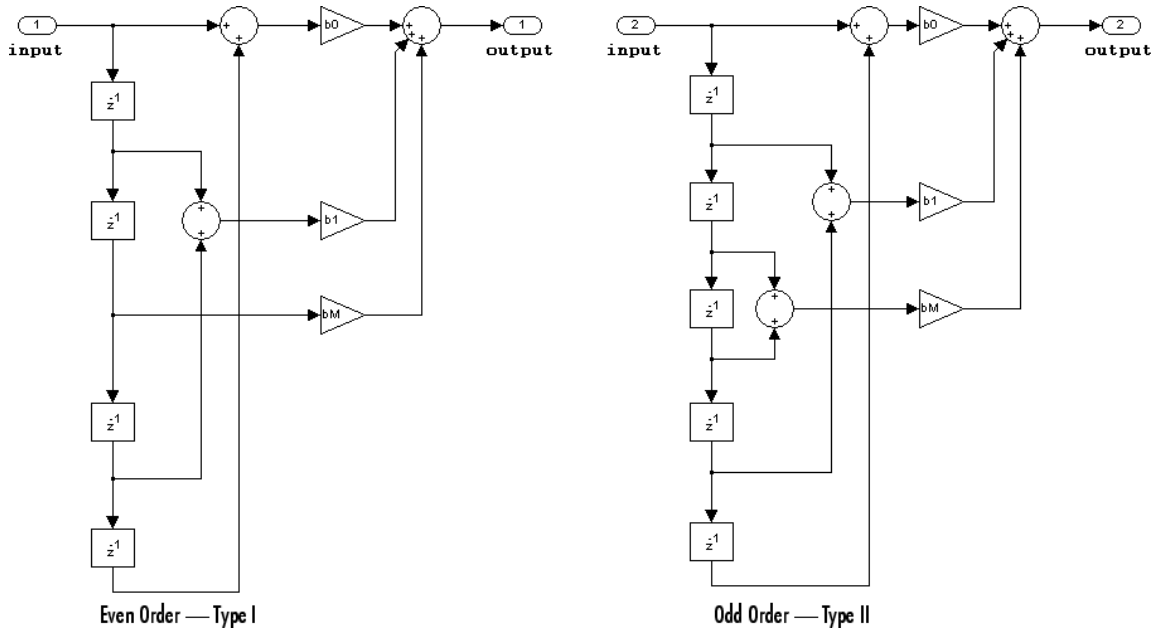 1
input
z⁻¹
z⁻¹
z⁻¹
z⁻¹
+
+
+
+
b0
b1
bM
+
+
+
1
output
Even Order — Type I
2
input
z⁻¹
z⁻¹
z⁻¹
z⁻¹
z⁻¹
+
+
+
+
+
+
b0
b1
bM
+
+
+
2
output
Odd Order — Type II